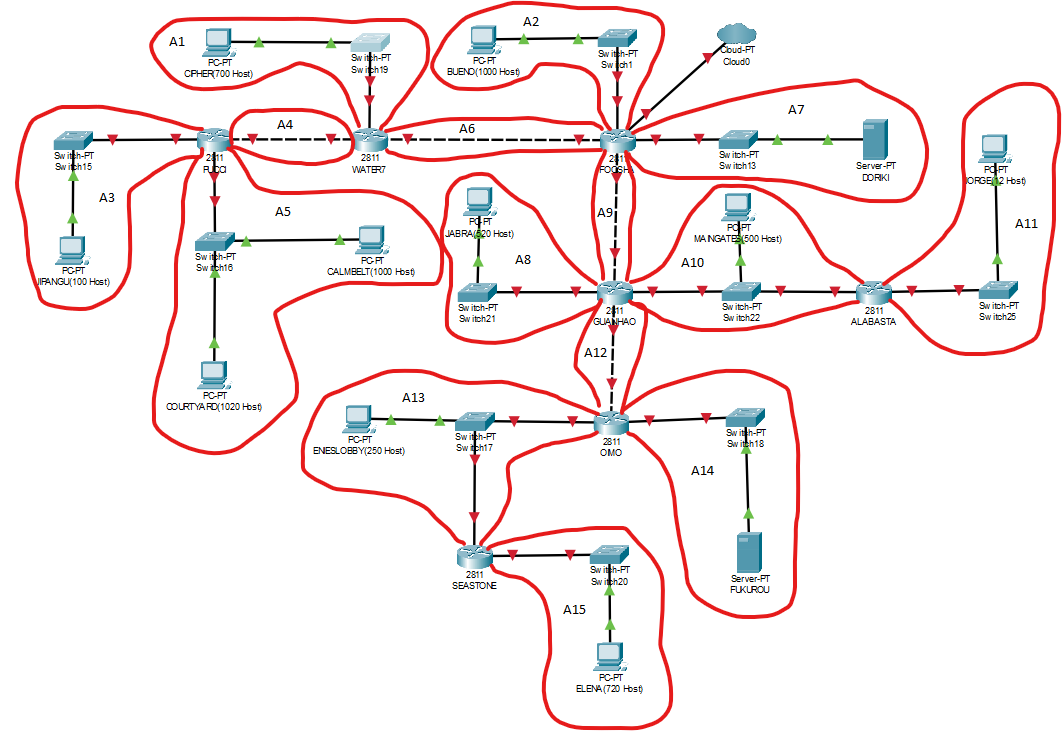 A1
PC-PT
CIPHER(700 Host)
Switch-PT
Switch19
A2
PC-PT
BUENO(1000 Host)
Switch-PT
Switch1
Cloud-PT
Cloud0
A4
A6
A7
Switch-PT
Switch15
2811
PUCCI
2811
WATER7
2811
FOOSHA
Switch-PT
Switch13
Server-PT
DORIKI
A3
A5
A9
PC-PT
JIPANGU(100 Host)
Switch-PT
Switch16
PC-PT
CALMBELT(1000 Host)
PC-PT
JABRA(520 Host)
A8
PC-PT
MAINGATE(500 Host)
A10
PC-PT
JORGE(12 Host)
A11
Switch-PT
Switch21
2811
GUANHAO
Switch-PT
Switch22
2811
ALABASTA
Switch-PT
Switch25
A12
PC-PT
COURTYARD(1020 Host)
A13
PC-PT
ENIESLOBBY(250 Host)
Switch-PT
Switch17
2811
OIMO
Switch-PT
Switch18
A14
2811
SEASTONE
Switch-PT
Switch20
Server-PT
FUKUROU
A15
PC-PT
ELENA(720 Host)